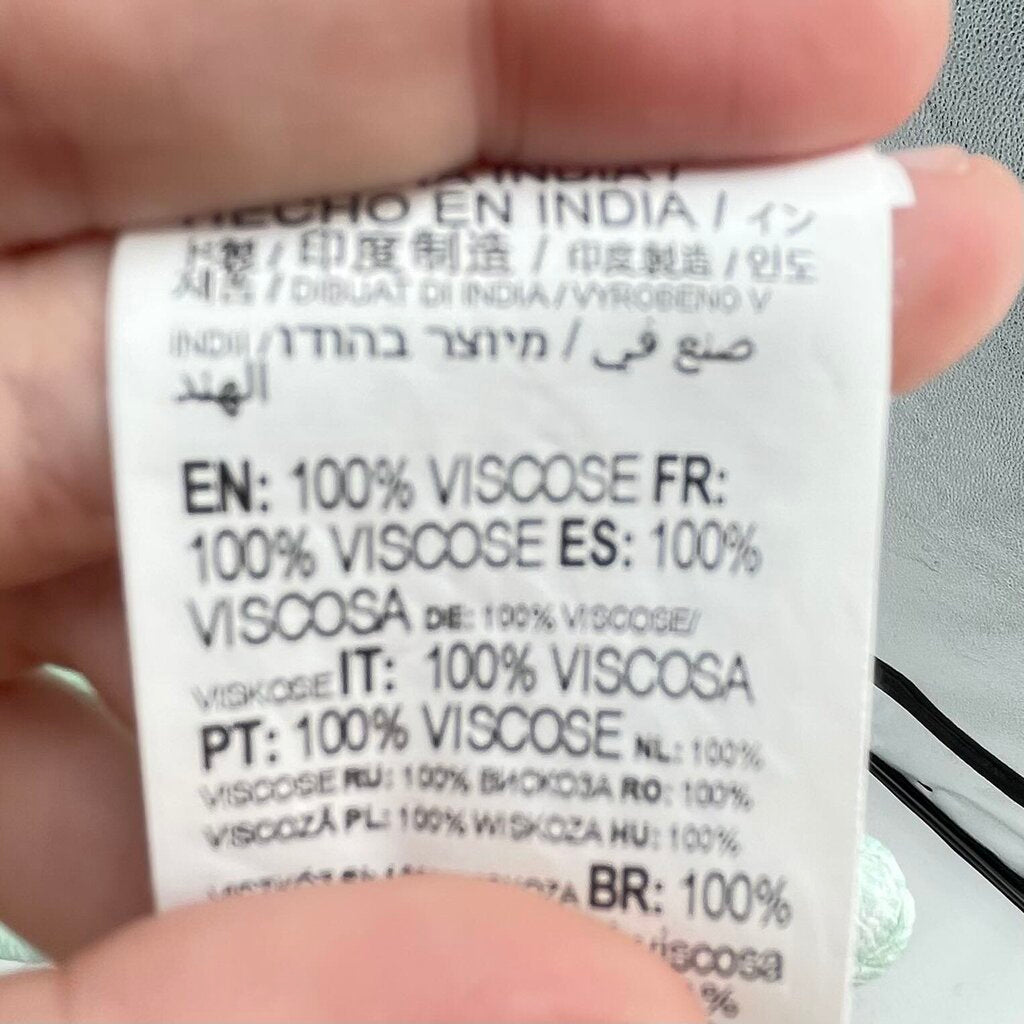 INDIA /
HECHO EN INDIA / イン
ド製 / 印度制造 / 印度製造 / 인도
제품 / DIBUAT DI INDIA / VYROBENO V
INDII / מיוצר בהודו / صنع في
الهند
EN: 100% VISCOSE FR:
100% VISCOSE ES: 100%
VISCOSA DE: 100% VISCOSE/
VISKOSE IT: 100% VISCOSA
PT: 100% VISCOSE NL: 100%
VISCOSE RU: 100% ВИСКОЗА RO: 100%
VISCOZĂ PL: 100% WISKOZA HU: 100%
BR: 100%
viscosa
%